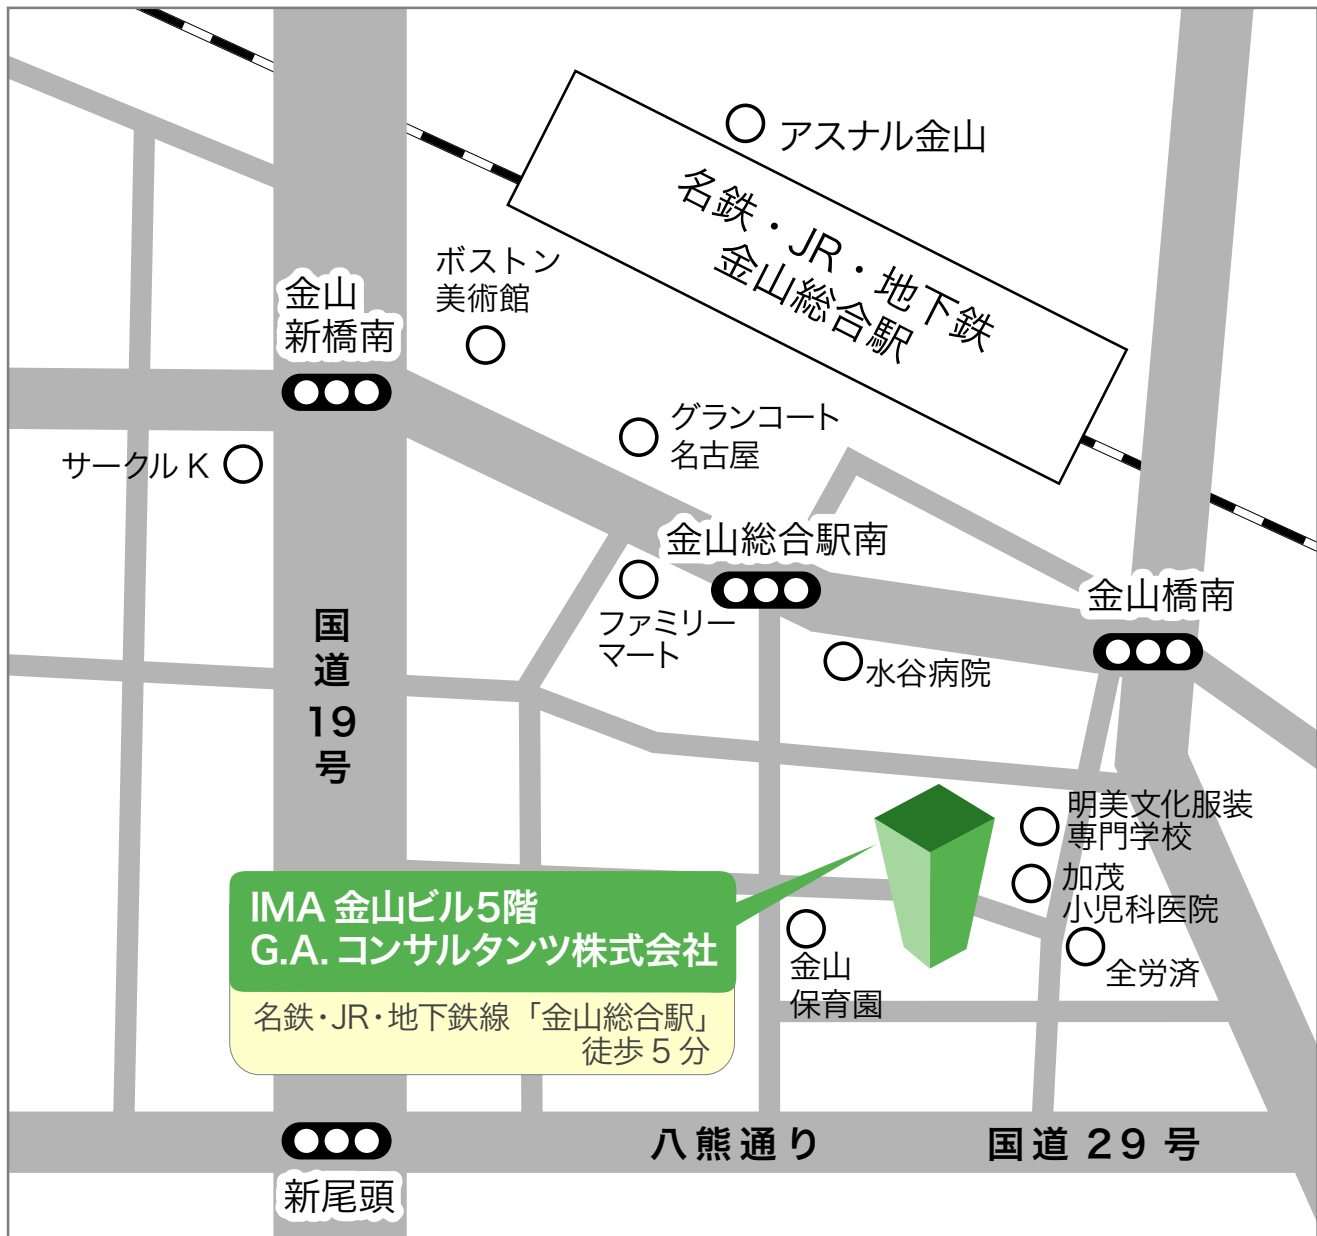 アスナル金山
名鉄・JR・地下鉄
金山総合駅
ボストン
美術館
金山
新橋南
グランコート
名古屋
サークルK
金山総合駅南
金山橋南
ファミリー
マート
国
道
19
号
水谷病院
明美文化服装
専門学校
加茂
小児科医院
IMA 金山ビル5階
G.A. コンサルタンツ株式会社
全労済
金山
保育園
名鉄・JR・地下鉄線「金山総合駅」
徒歩5分
八熊通り
国道 29 号
新尾頭